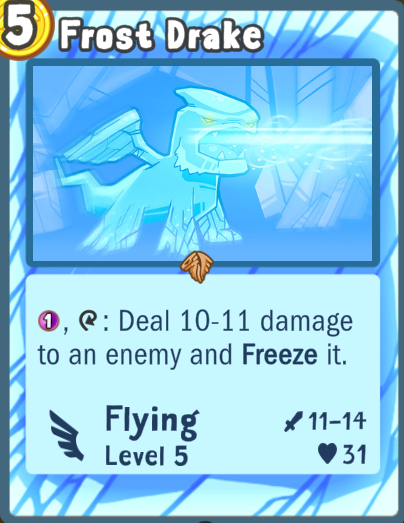 5 Frost Drake
1, : Deal 10-11 damage
to an enemy and Freeze it.
Flying 11–14
Level 5 31